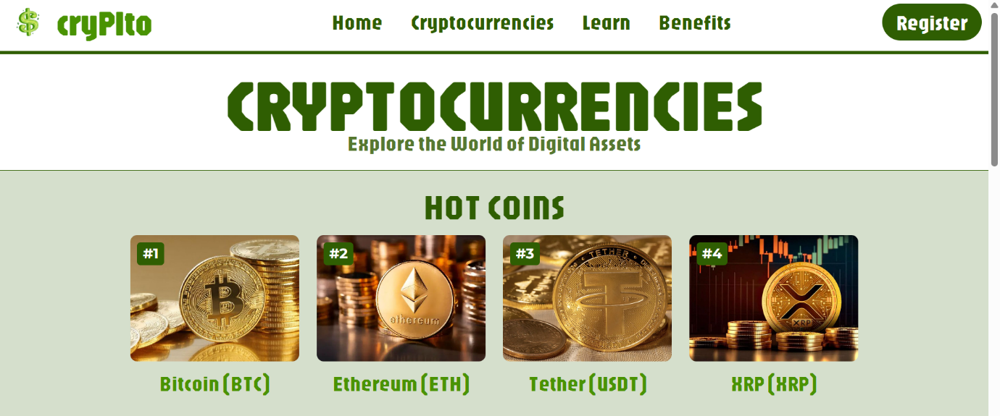 cryPIto
Home Cryptocurrencies Learn Benefits
Register
CRYPTOCURRENCIES
Explore the World of Digital Assets
HOT COINS
#1 #2 #3 #4
ethereum
TETHER
XRP
Bitcoin (BTC) Ethereum (ETH) Tether (USDT) XRP (XRP)